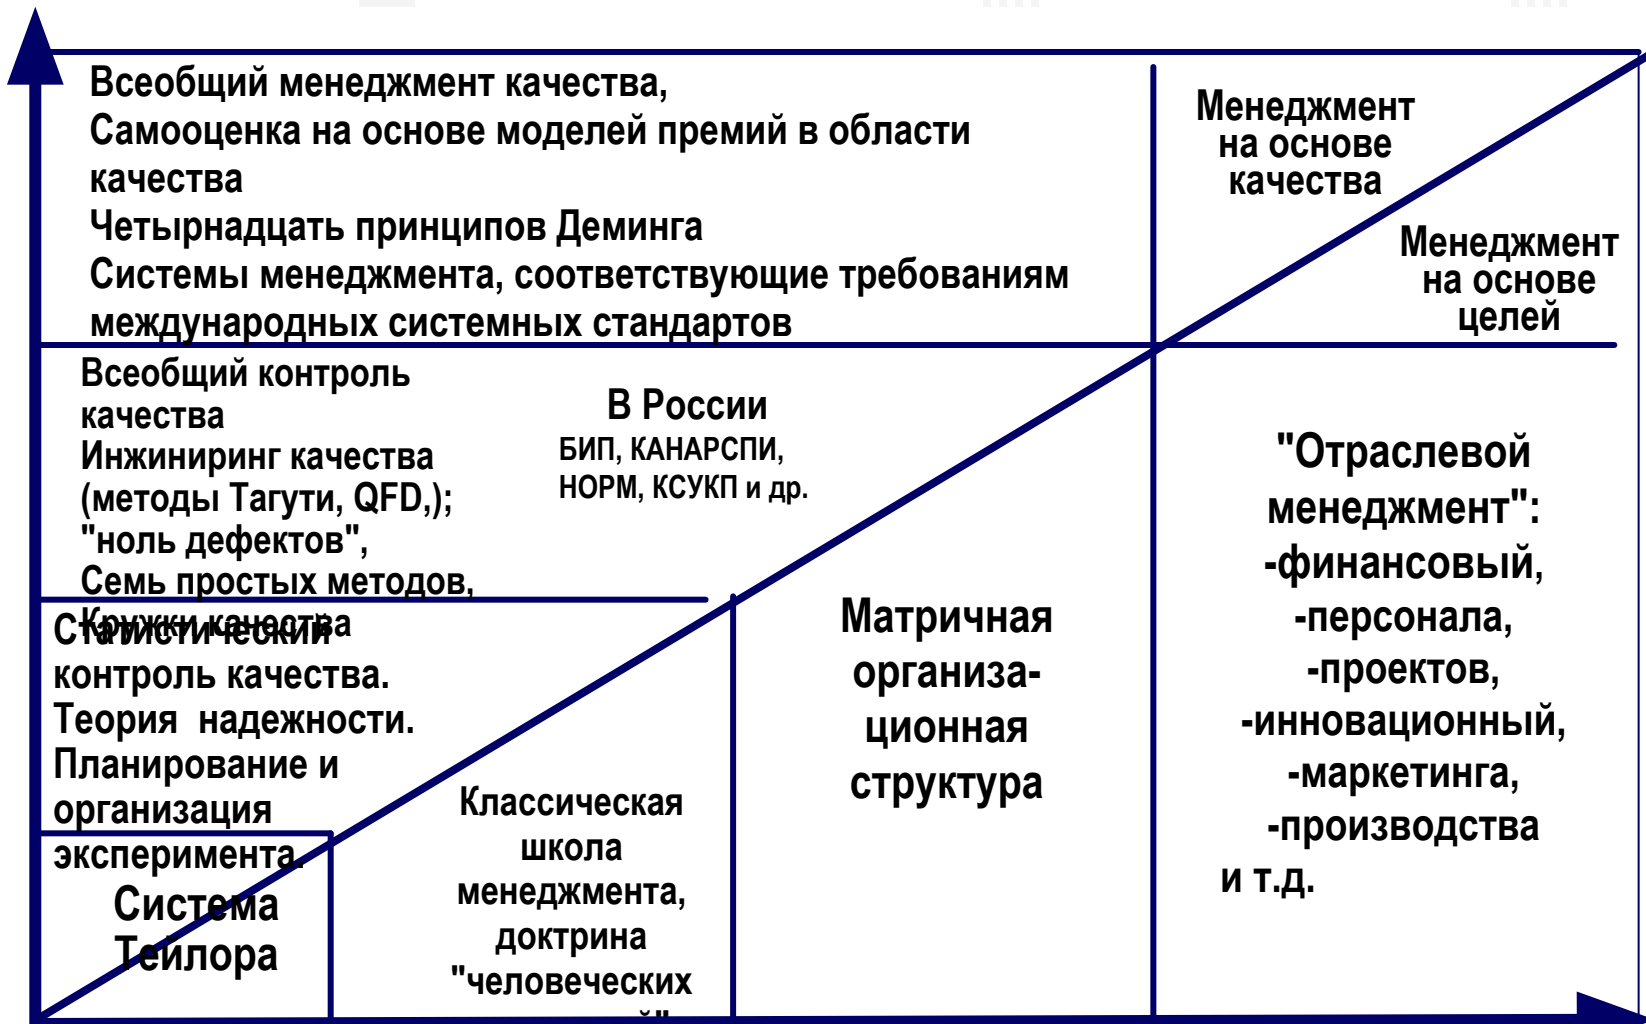 Всеобщий менеджмент качества,
Самооценка на основе моделей премий в области
качества
Четырнадцать принципов Деминга
Системы менеджмента, соответствующие требованиям
международных системных стандартов
Менеджмент
на основе
качества
Менеджмент
на основе
целей
Всеобщий контроль
качества
Инжиниринг качества
(методы Тагути, QFD,);
"ноль дефектов",
Семь простых методов,
Кружки качества
В России
БИП, КАНАРСПИ,
НОРМ, КСУКП и др.
"Отраслевой
менеджмент":
-финансовый,
-персонала,
-проектов,
-инновационный,
-маркетинга,
-производства
и т.д.
Матричная
организа-
ционная
структура
Статистический
контроль качества.
Теория надежности.
Планирование и
организация
эксперимента.
Классическая
школа
менеджмента,
доктрина
"человеческих
Система
Тейлора